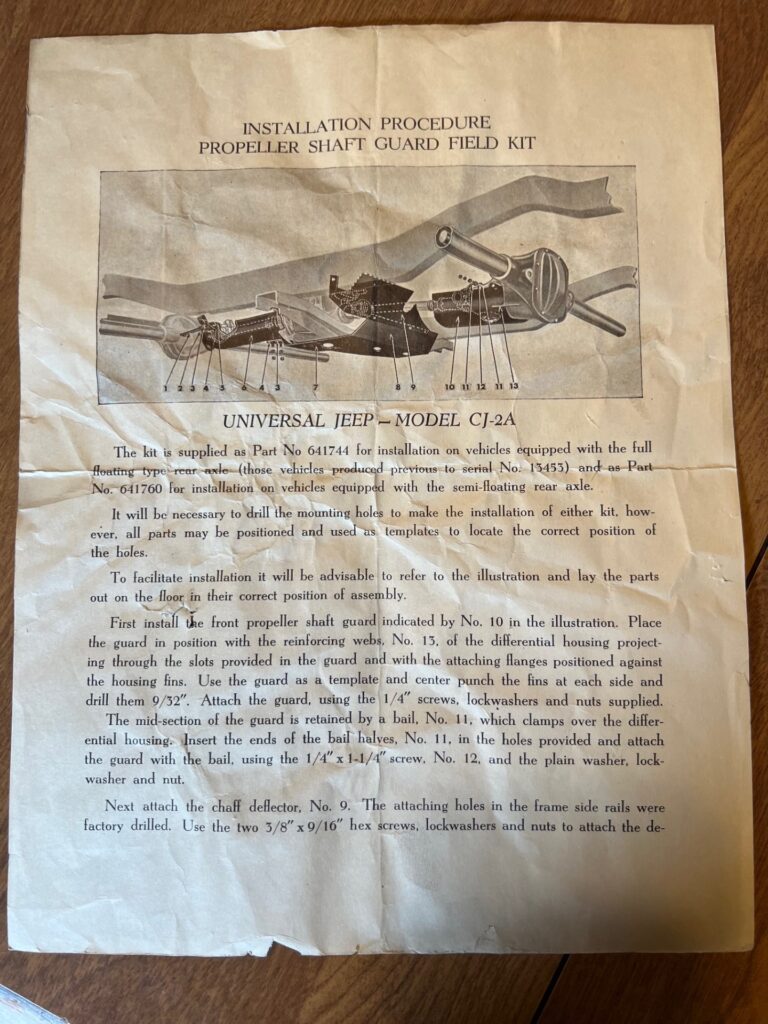 INSTALLATION PROCEDURE
PROPELLER SHAFT GUARD FIELD KIT
1 2 3 4 5 6 4 3 7 8 9 10 11 12 11 13
UNIVERSAL JEEP — MODEL CJ-2A
The kit is supplied as Part No 641744 for installation on vehicles equipped with the full
floating type rear axle (those vehicles produced previous to serial No. 13453) and as Part
No. 641760 for installation on vehicles equipped with the semi-floating rear axle.
It will be necessary to drill the mounting holes to make the installation of either kit, how-
ever, all parts may be positioned and used as templates to locate the correct position of
the holes.
To facilitate installation it will be advisable to refer to the illustration and lay the parts
out on the floor in their correct position of assembly.
First install the front propeller shaft guard indicated by No. 10 in the illustration. Place
the guard in position with the reinforcing webs, No. 13, of the differential housing project-
ing through the slots provided in the guard and with the attaching flanges positioned against
the housing fins. Use the guard as a template and center punch the fins at each side and
drill them 9/32″. Attach the guard, using the 1/4″ screws, lockwashers and nuts supplied.
The mid-section of the guard is retained by a bail, No. 11, which clamps over the differ-
ential housing. Insert the ends of the bail halves, No. 11, in the holes provided and attach
the guard with the bail, using the 1/4″ x 1-1/4″ screw, No. 12, and the plain washer, lock-
washer and nut.
Next attach the chaff deflector, No. 9. The attaching holes in the frame side rails were
factory drilled. Use the two 3/8″ x 9/16″ hex screws, lockwashers and nuts to attach the de-